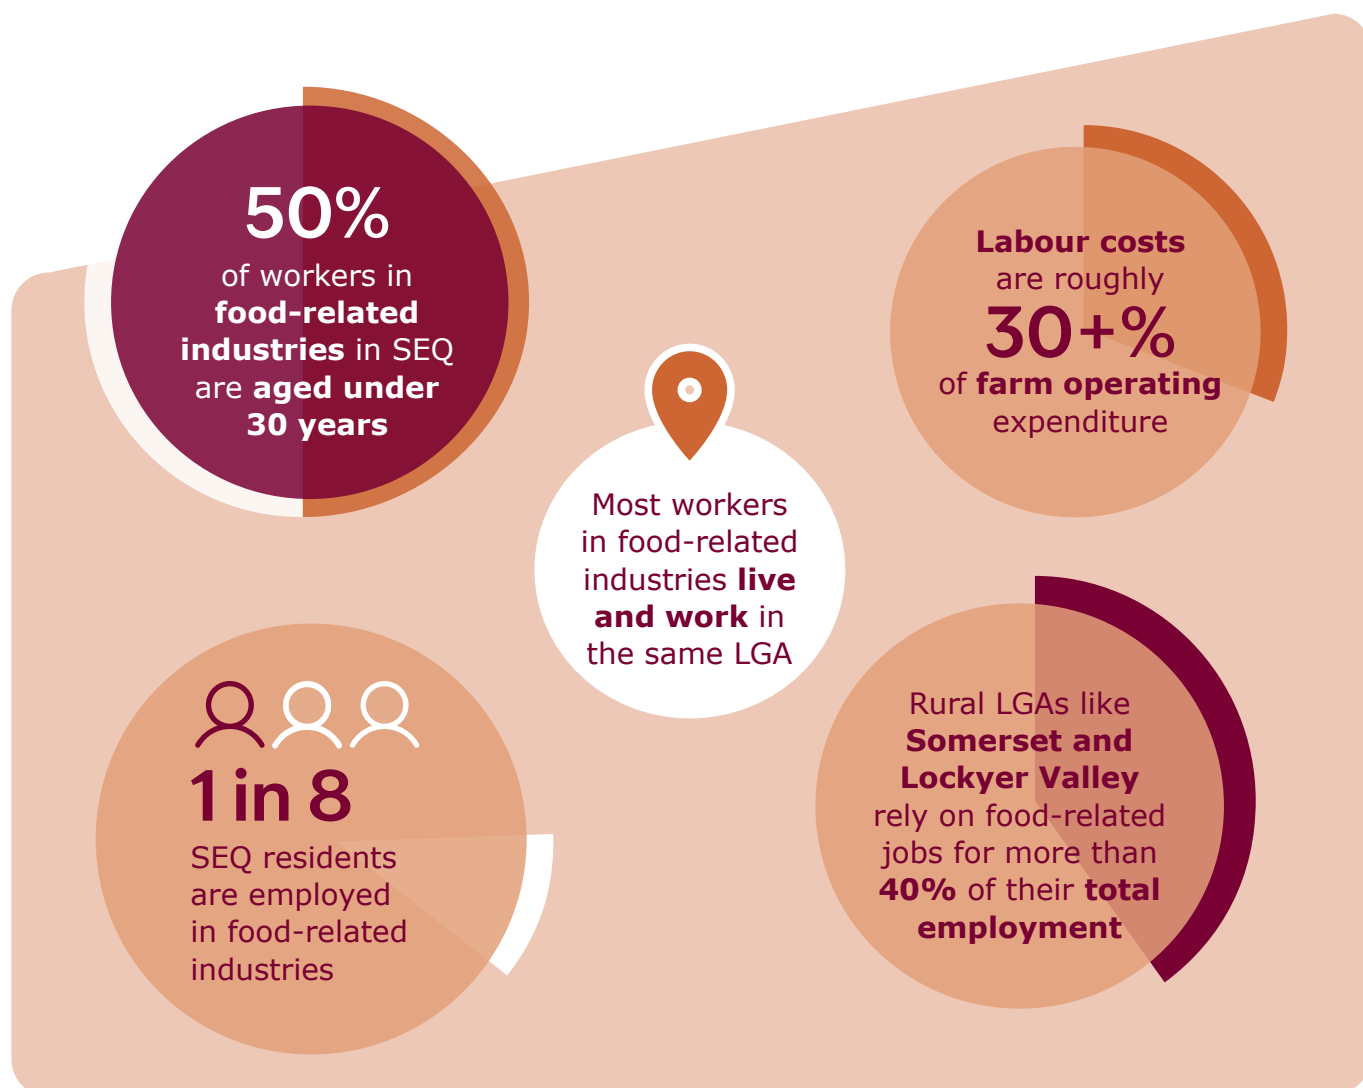 50%
of workers in
food-related
industries in SEQ
are aged under
30 years
Labour costs
are roughly
30+%
of farm operating
expenditure
Most workers
in food-related
industries live
and work in
the same LGA
1 in 8
SEQ residents
are employed
in food-related
industries
Rural LGAs like
Somerset and
Lockyer Valley
rely on food-related
jobs for more than
40% of their total
employment